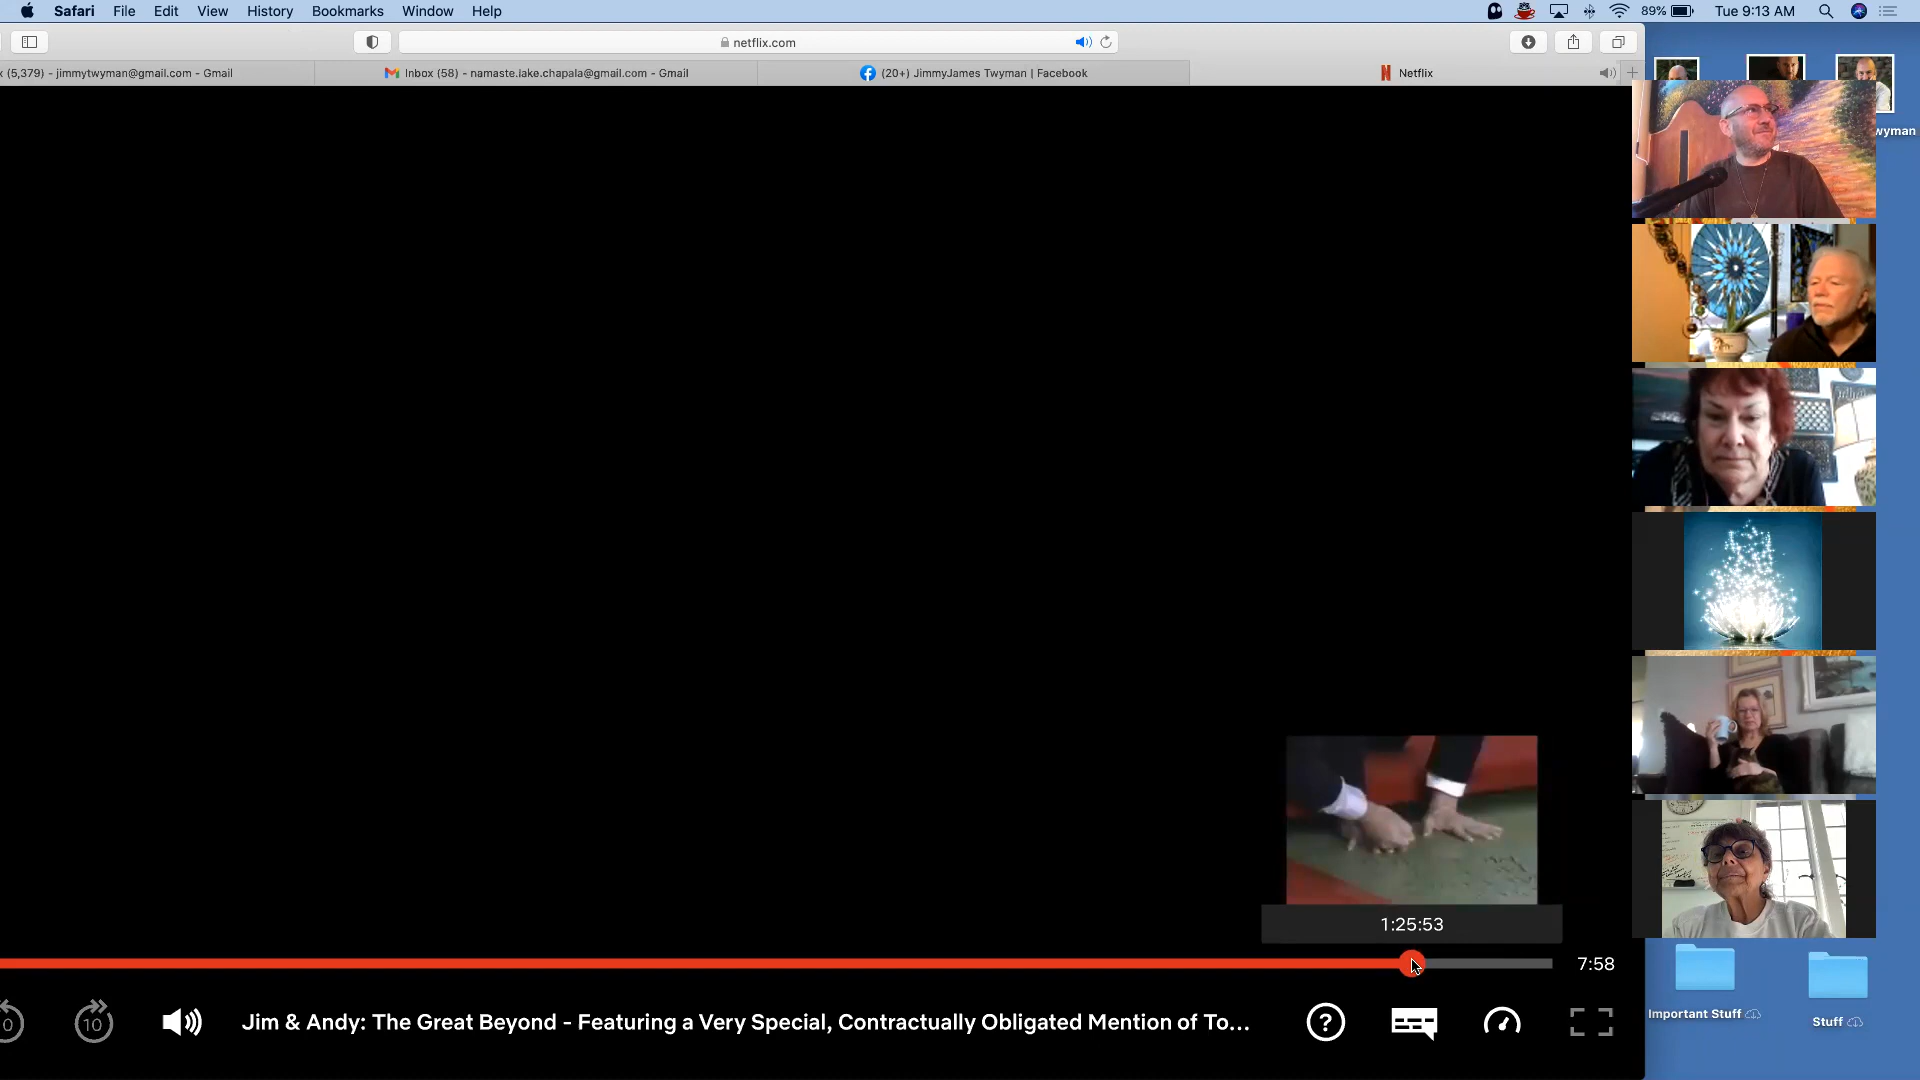 Safari File Edit View History Bookmarks Window Help 89% Tue 9:13 AM
netflix.com
x (5,379) - jimmytwyman@gmail.com - Gmail Inbox (58) - namaste.lake.chapala@gmail.com - Gmail (20+) JimmyJames Twyman | Facebook Netflix
wyman
1:25:53
7:58
10 Jim & Andy: The Great Beyond - Featuring a Very Special, Contractually Obligated Mention of To...
Important Stuff
Stuff